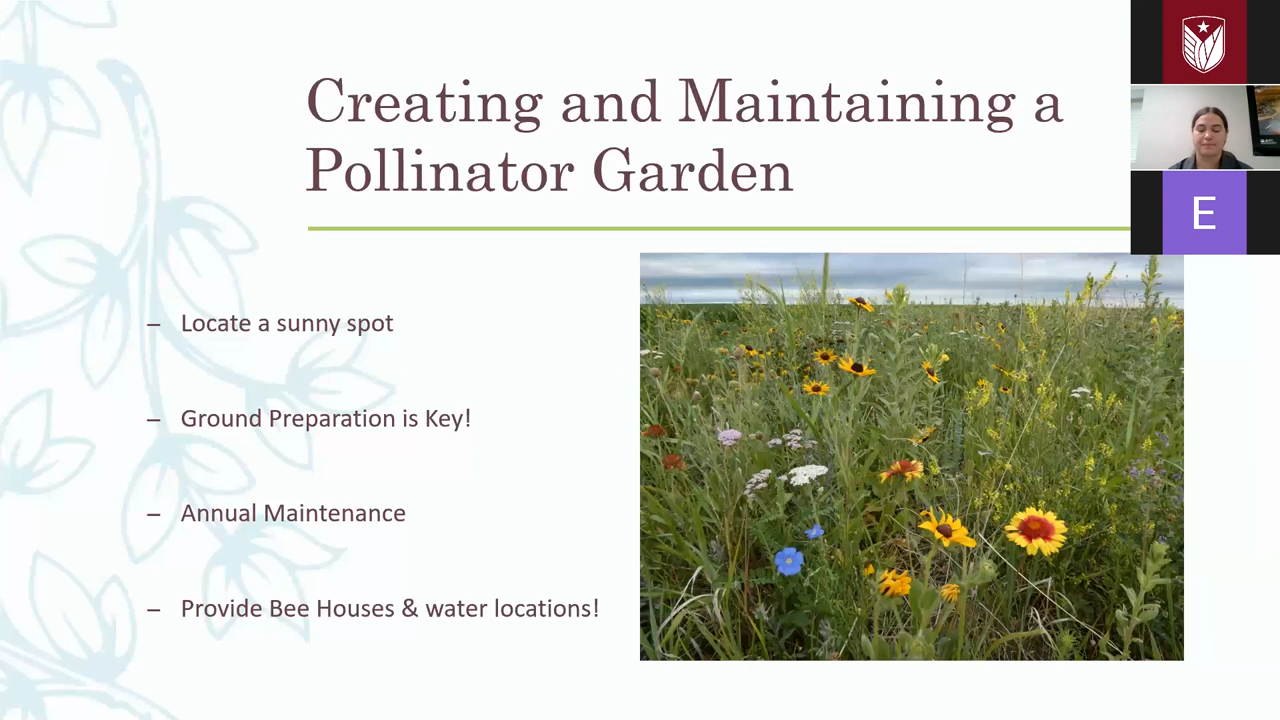 Creating and Maintaining a
Pollinator Garden
– Locate a sunny spot
– Ground Preparation is Key!
– Annual Maintenance
– Provide Bee Houses & water locations!
E